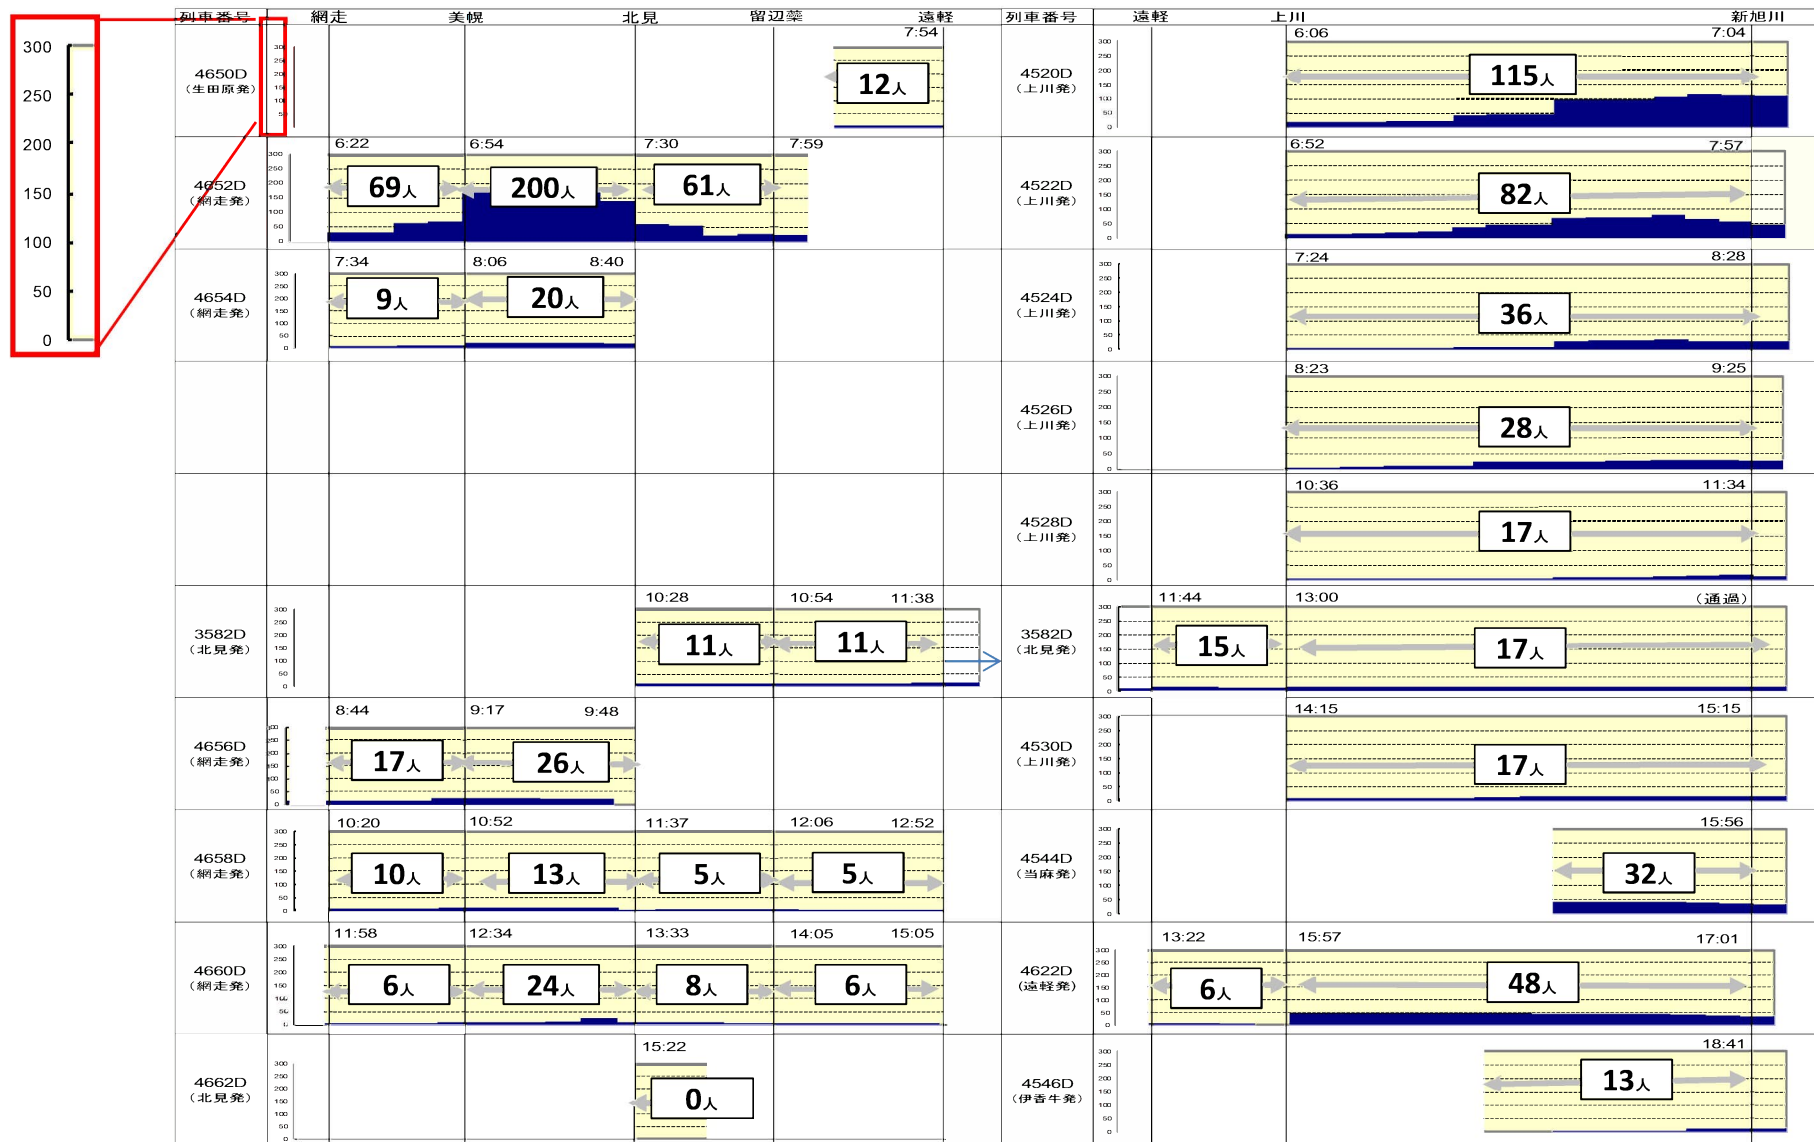 列車番号 網走 美幌 北見 留辺蘂 遠軽 列車番号 遠軽 上川 新旭川
300
250
200
150
100
50
0
4650D
(生田原発)
7:54
12人
4520D
(上川発)
6:06 7:04
115人
4652D
(網走発)
6:22 6:54 7:30 7:59
69人 200人 61人
4522D
(上川発)
6:52 7:57
82人
4654D
(網走発)
7:34 8:06 8:40
9人 20人
4524D
(上川発)
7:24 8:28
36人
4526D
(上川発)
8:23 9:25
28人
4528D
(上川発)
10:36 11:34
17人
3582D
(北見発)
10:28 10:54 11:38
11人 11人
3582D
(北見発)
11:44 13:00 (通過)
15人 17人
4656D
(網走発)
8:44 9:17 9:48
17人 26人
4530D
(上川発)
14:15 15:15
17人
4658D
(網走発)
10:20 10:52 11:37 12:06 12:52
10人 13人 5人 5人
4544D
(当麻発)
15:56
32人
4660D
(網走発)
11:58 12:34 13:33 14:05 15:05
6人 24人 8人 6人
4622D
(遠軽発)
13:22 15:57 17:01
6人 48人
4662D
(北見発)
15:22
0人
4546D
(伊香牛発)
18:41
13人